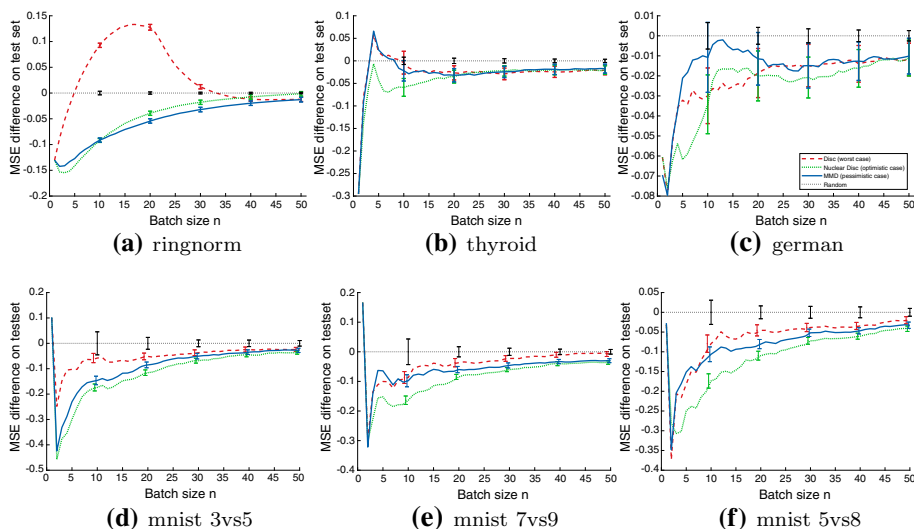 MSE difference on test set
0.15
0.1
0.05
0
-0.05
-0.1
-0.15
-0.2
0 5 10 15 20 25 30 35 40 45 50
Batch size n
(a) ringnorm
MSE difference on test set
0.1
0.05
0
-0.05
-0.1
-0.15
-0.2
-0.25
-0.3
0 5 10 15 20 25 30 35 40 45 50
Batch size n
(b) thyroid
MSE difference on test set
0
-0.01
-0.02
-0.03
-0.04
-0.05
-0.06
-0.07
-0.08
0 5 10 15 20 25 30 35 40 45 50
Batch size n
Disc (worst case)
Nuclear Disc (optimistic case)
MMD (pessimistic case)
Random
(c) german
MSE difference on testset
0.2
0.1
0
-0.1
-0.2
-0.3
-0.4
-0.5
0 5 10 15 20 25 30 35 40 45 50
Batch size n
(d) mnist 3vs5
MSE difference on testset
0.2
0.1
0
-0.1
-0.2
-0.3
-0.4
0 5 10 15 20 25 30 35 40 45 50
Batch size n
(e) mnist 7vs9
MSE difference on testset
0.05
0
-0.05
-0.1
-0.15
-0.2
-0.25
-0.3
-0.35
-0.4
0 5 10 15 20 25 30 35 40 45 50
Batch size n
(f) mnist 5vs8